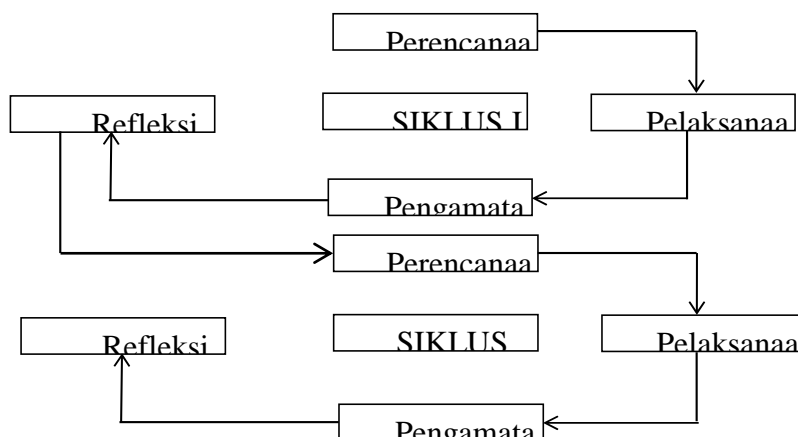 Perencanaa
Refleksi
SIKLUS I
Pelaksanaa
Pengamata
Perencanaa
Refleksi
SIKLUS
Pelaksanaa
Pengamata